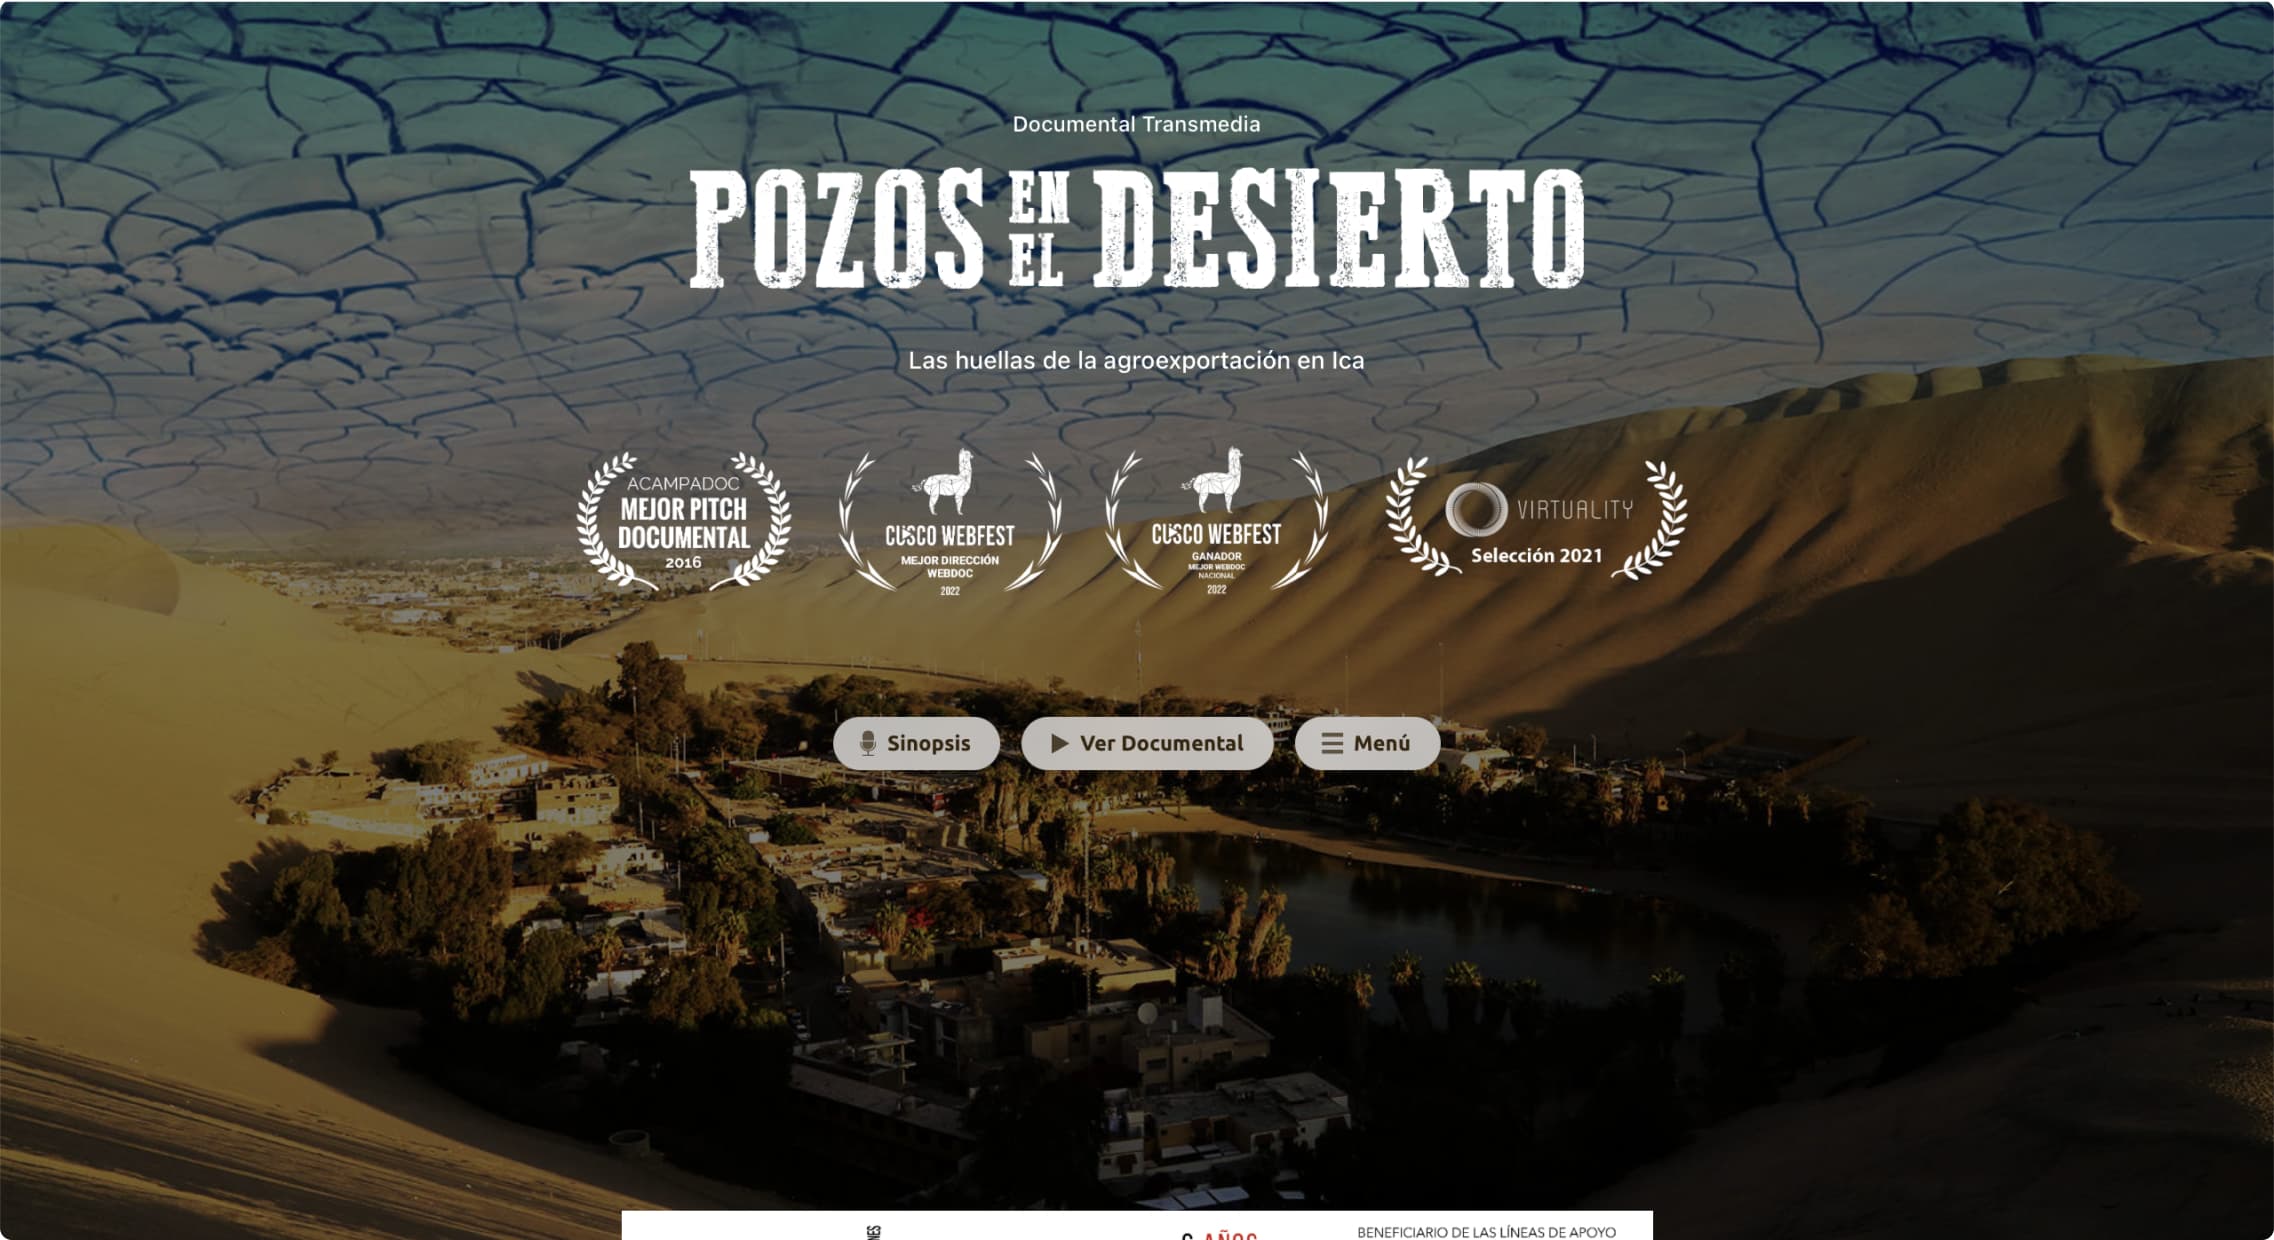 Documental Transmedia
POZOS EN EL DESIERTO
Las huellas de la agroexportación en Ica
ACAMPADOC
MEJOR PITCH
DOCUMENTAL
2016
CUSCO WEBFEST
MEJOR DIRECCIÓN
WEBDOC
2022
CUSCO WEBFEST
GANADOR
MEJOR WEBDOC
NACIONAL
2022
VIRTUALITY
Selección 2021
Sinopsis
Ver Documental
Menú
BENEFICIARIO DE LAS LÍNEAS DE APOYO